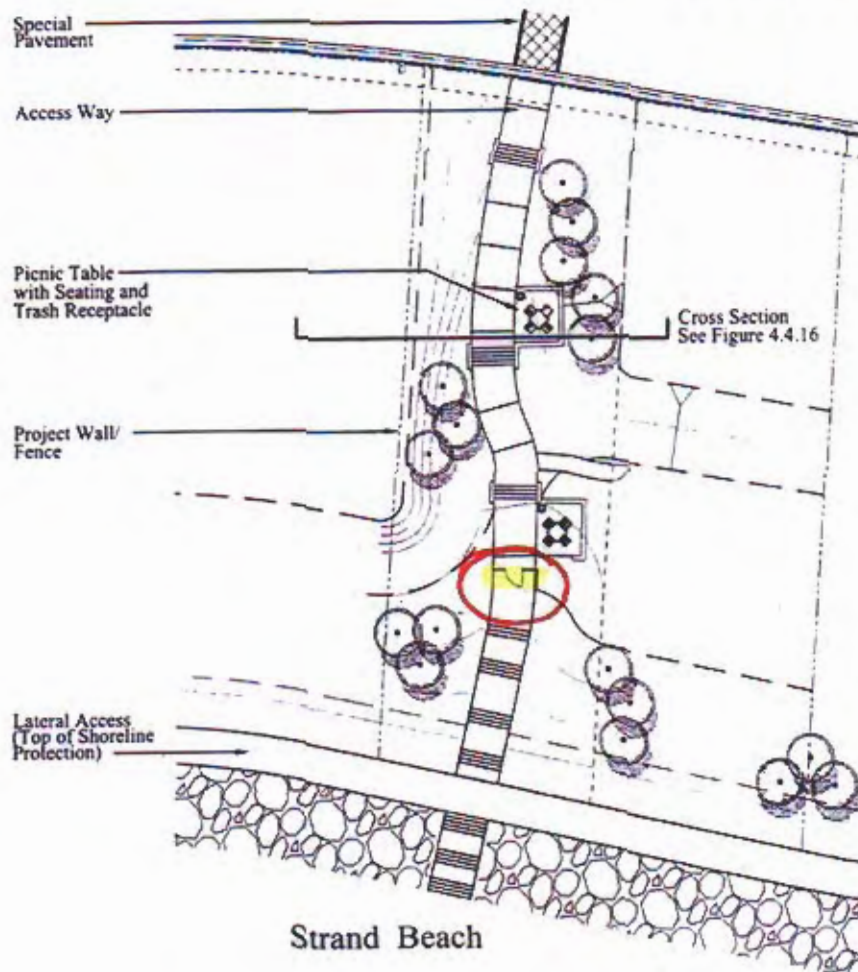 Special
Pavement
Access Way
Picnic Table
with Seating and
Trash Receptacle
Cross Section
See Figure 4.4.16
Project Wall/
Fence
Lateral Access
(Top of Shoreline
Protection)
Strand Beach